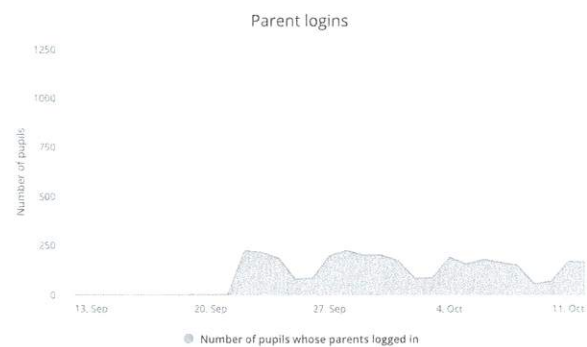 Parent logins
1250
1000
750
500
250
0
Number of pupils
13. Sep 20. Sep 27. Sep 4. Oct 11. Oct
Number of pupils whose parents logged in